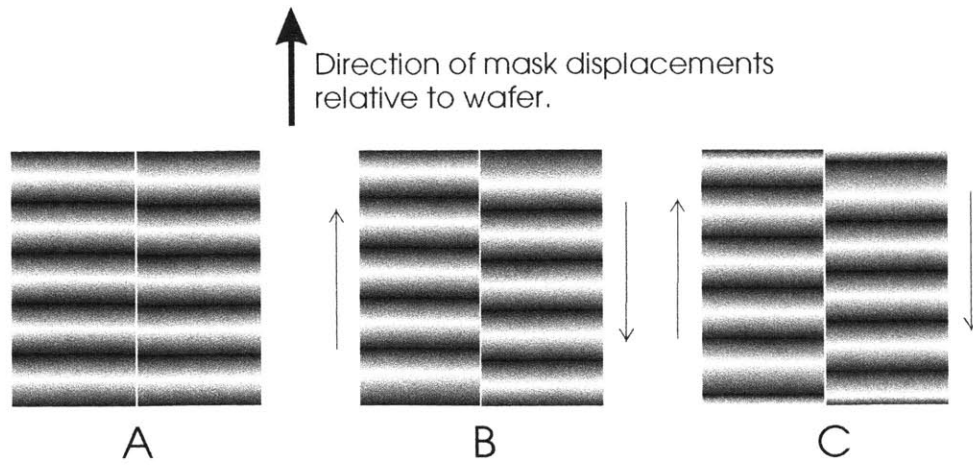 Direction of mask displacements
relative to wafer.
A
B
C